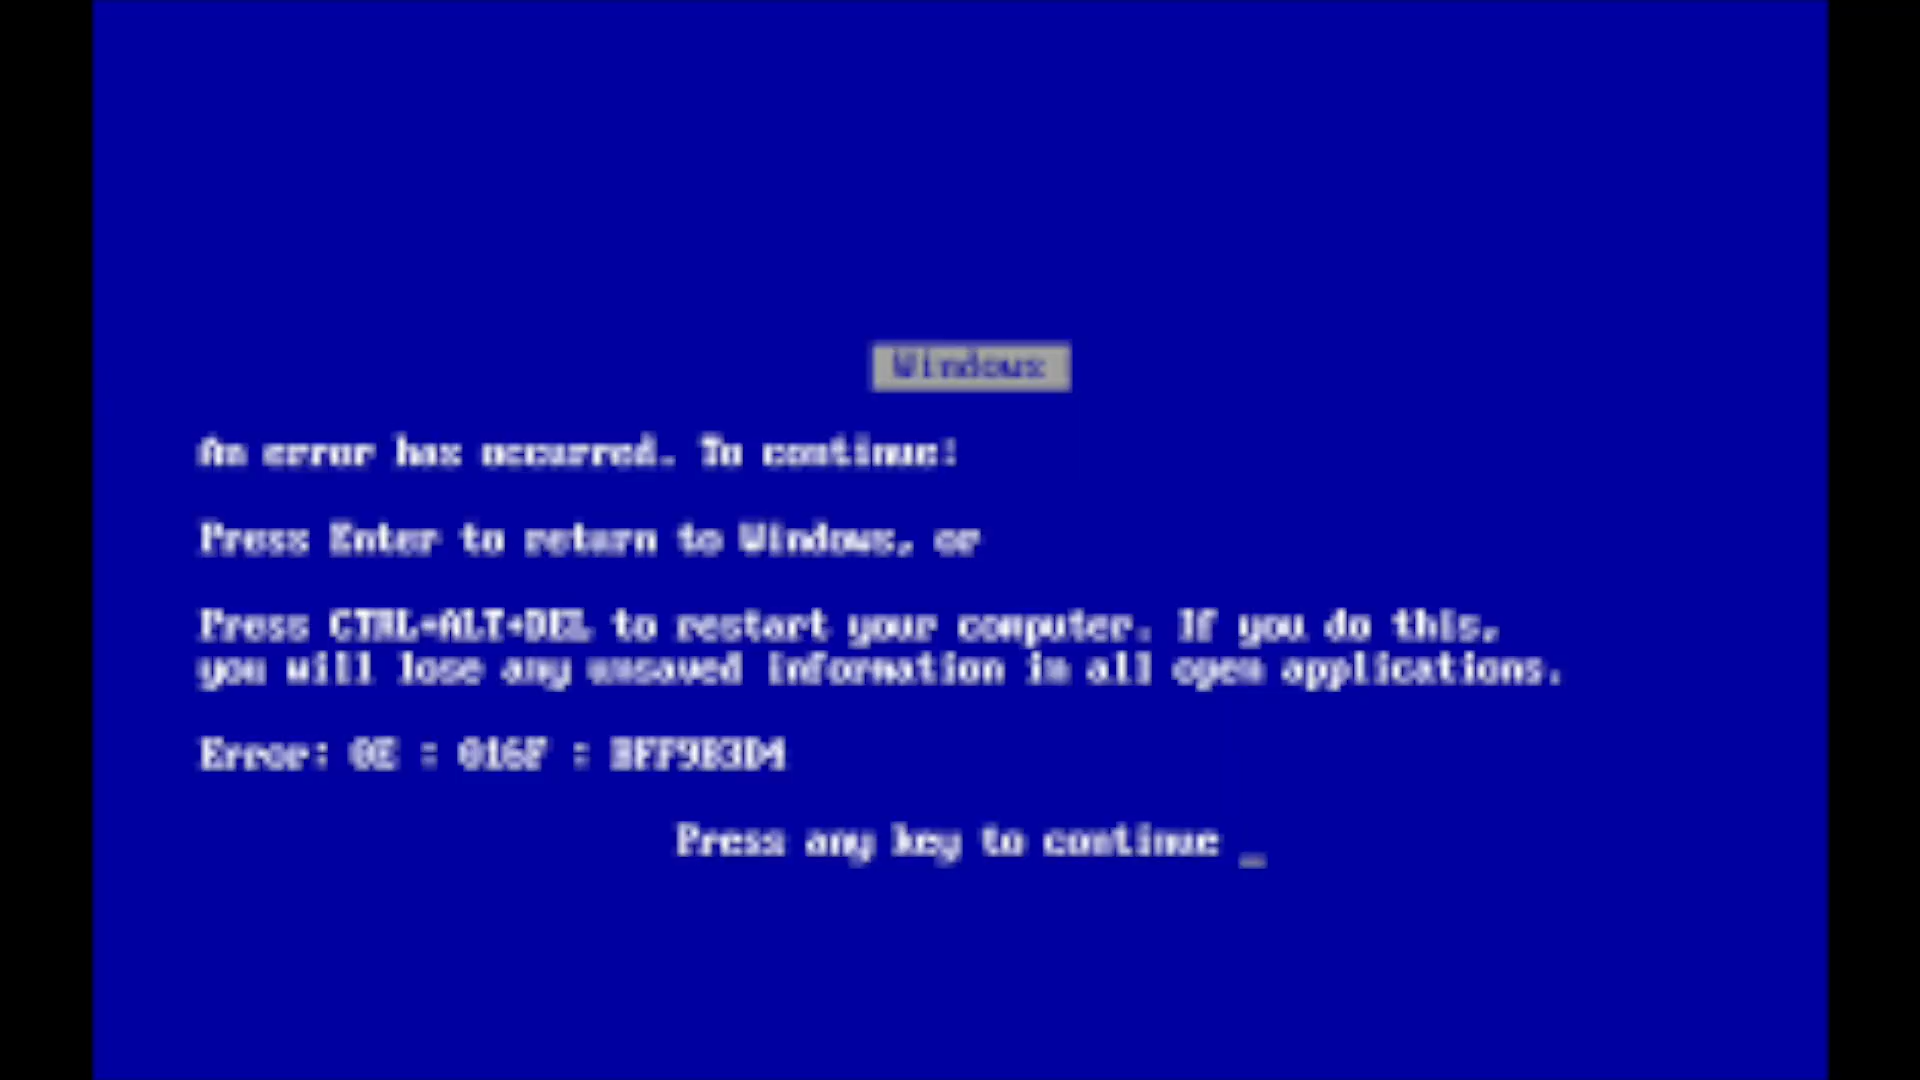 Windows
An error has occurred. To continue:
Press Enter to return to Windows, or
Press CTRL+ALT+DEL to restart your computer. If you do this,
you will lose any unsaved information in all open applications.
Error: 0E : 016F : BFF9B3D4
Press any key to continue _